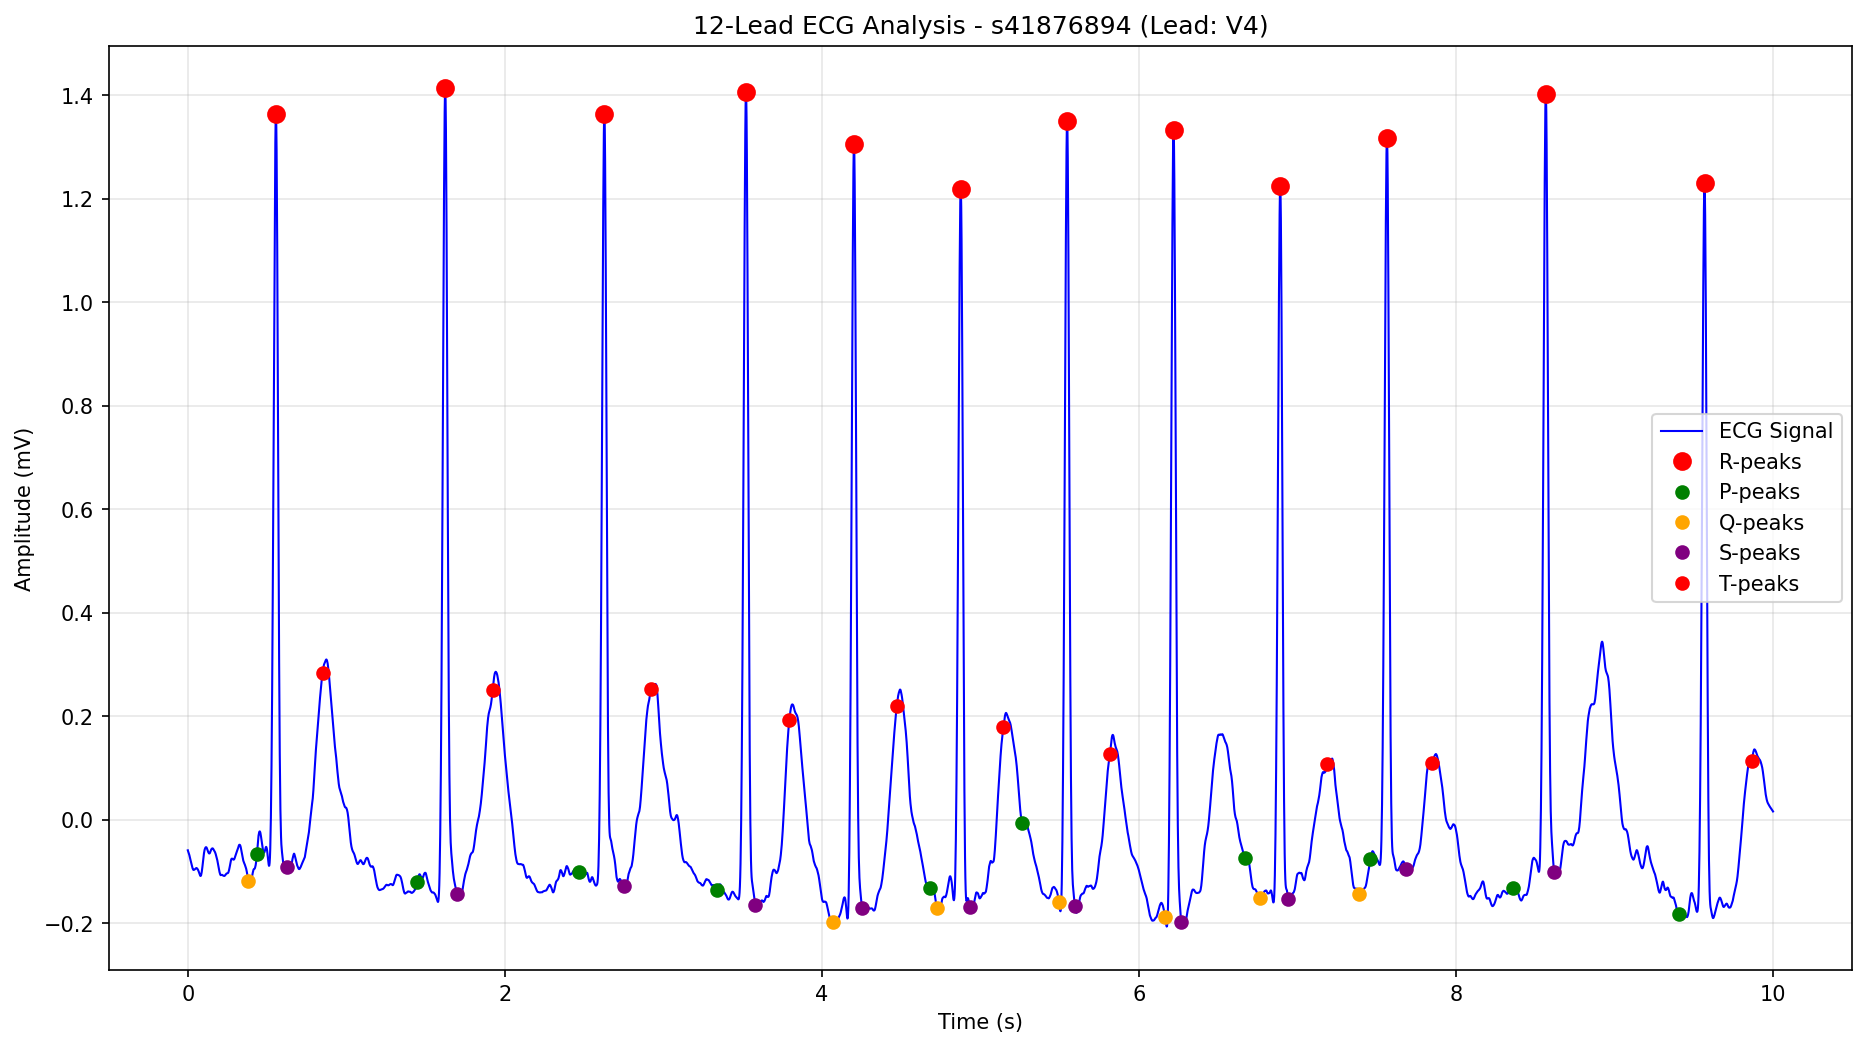 12-Lead ECG Analysis - s41876894 (Lead: V4)
Amplitude (mV)
1.4
1.2
1.0
0.8
0.6
0.4
0.2
0.0
−0.2
ECG Signal
R-peaks
P-peaks
Q-peaks
S-peaks
T-peaks
0 2 4 6 8 10
Time (s)